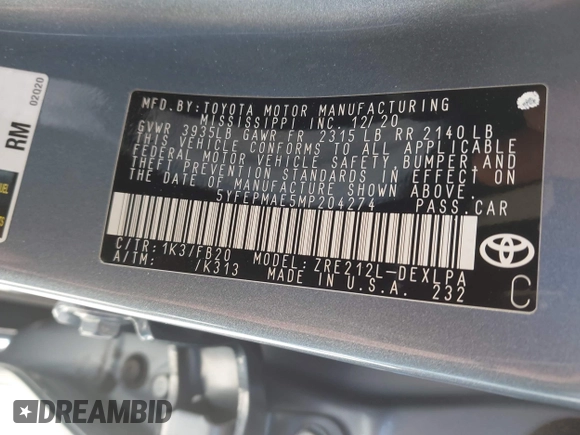 02Q20
RM
MFD.BY:TOYOTA MOTOR MANUFACTURING
MISSISSIPPI INC. 12/20
GVWR 3935LB GAWR FR 2315 LB RR 2140 LB
THIS VEHICLE CONFORMS TO ALL APPLICABLE
FEDERAL MOTOR VEHICLE SAFETY, BUMPER, AND
THEFT PREVENTION STANDARDS IN EFFECT ON
THE DATE OF MANUFACTURE SHOWN ABOVE.
5YFEPMAE5MP204274 PASS.CAR
C/TR: 1K3/FB20 MODEL: ZRE212L-DEXLPA
A/TM: /K313 MADE IN U.S.A. 232
C
DREAMBID